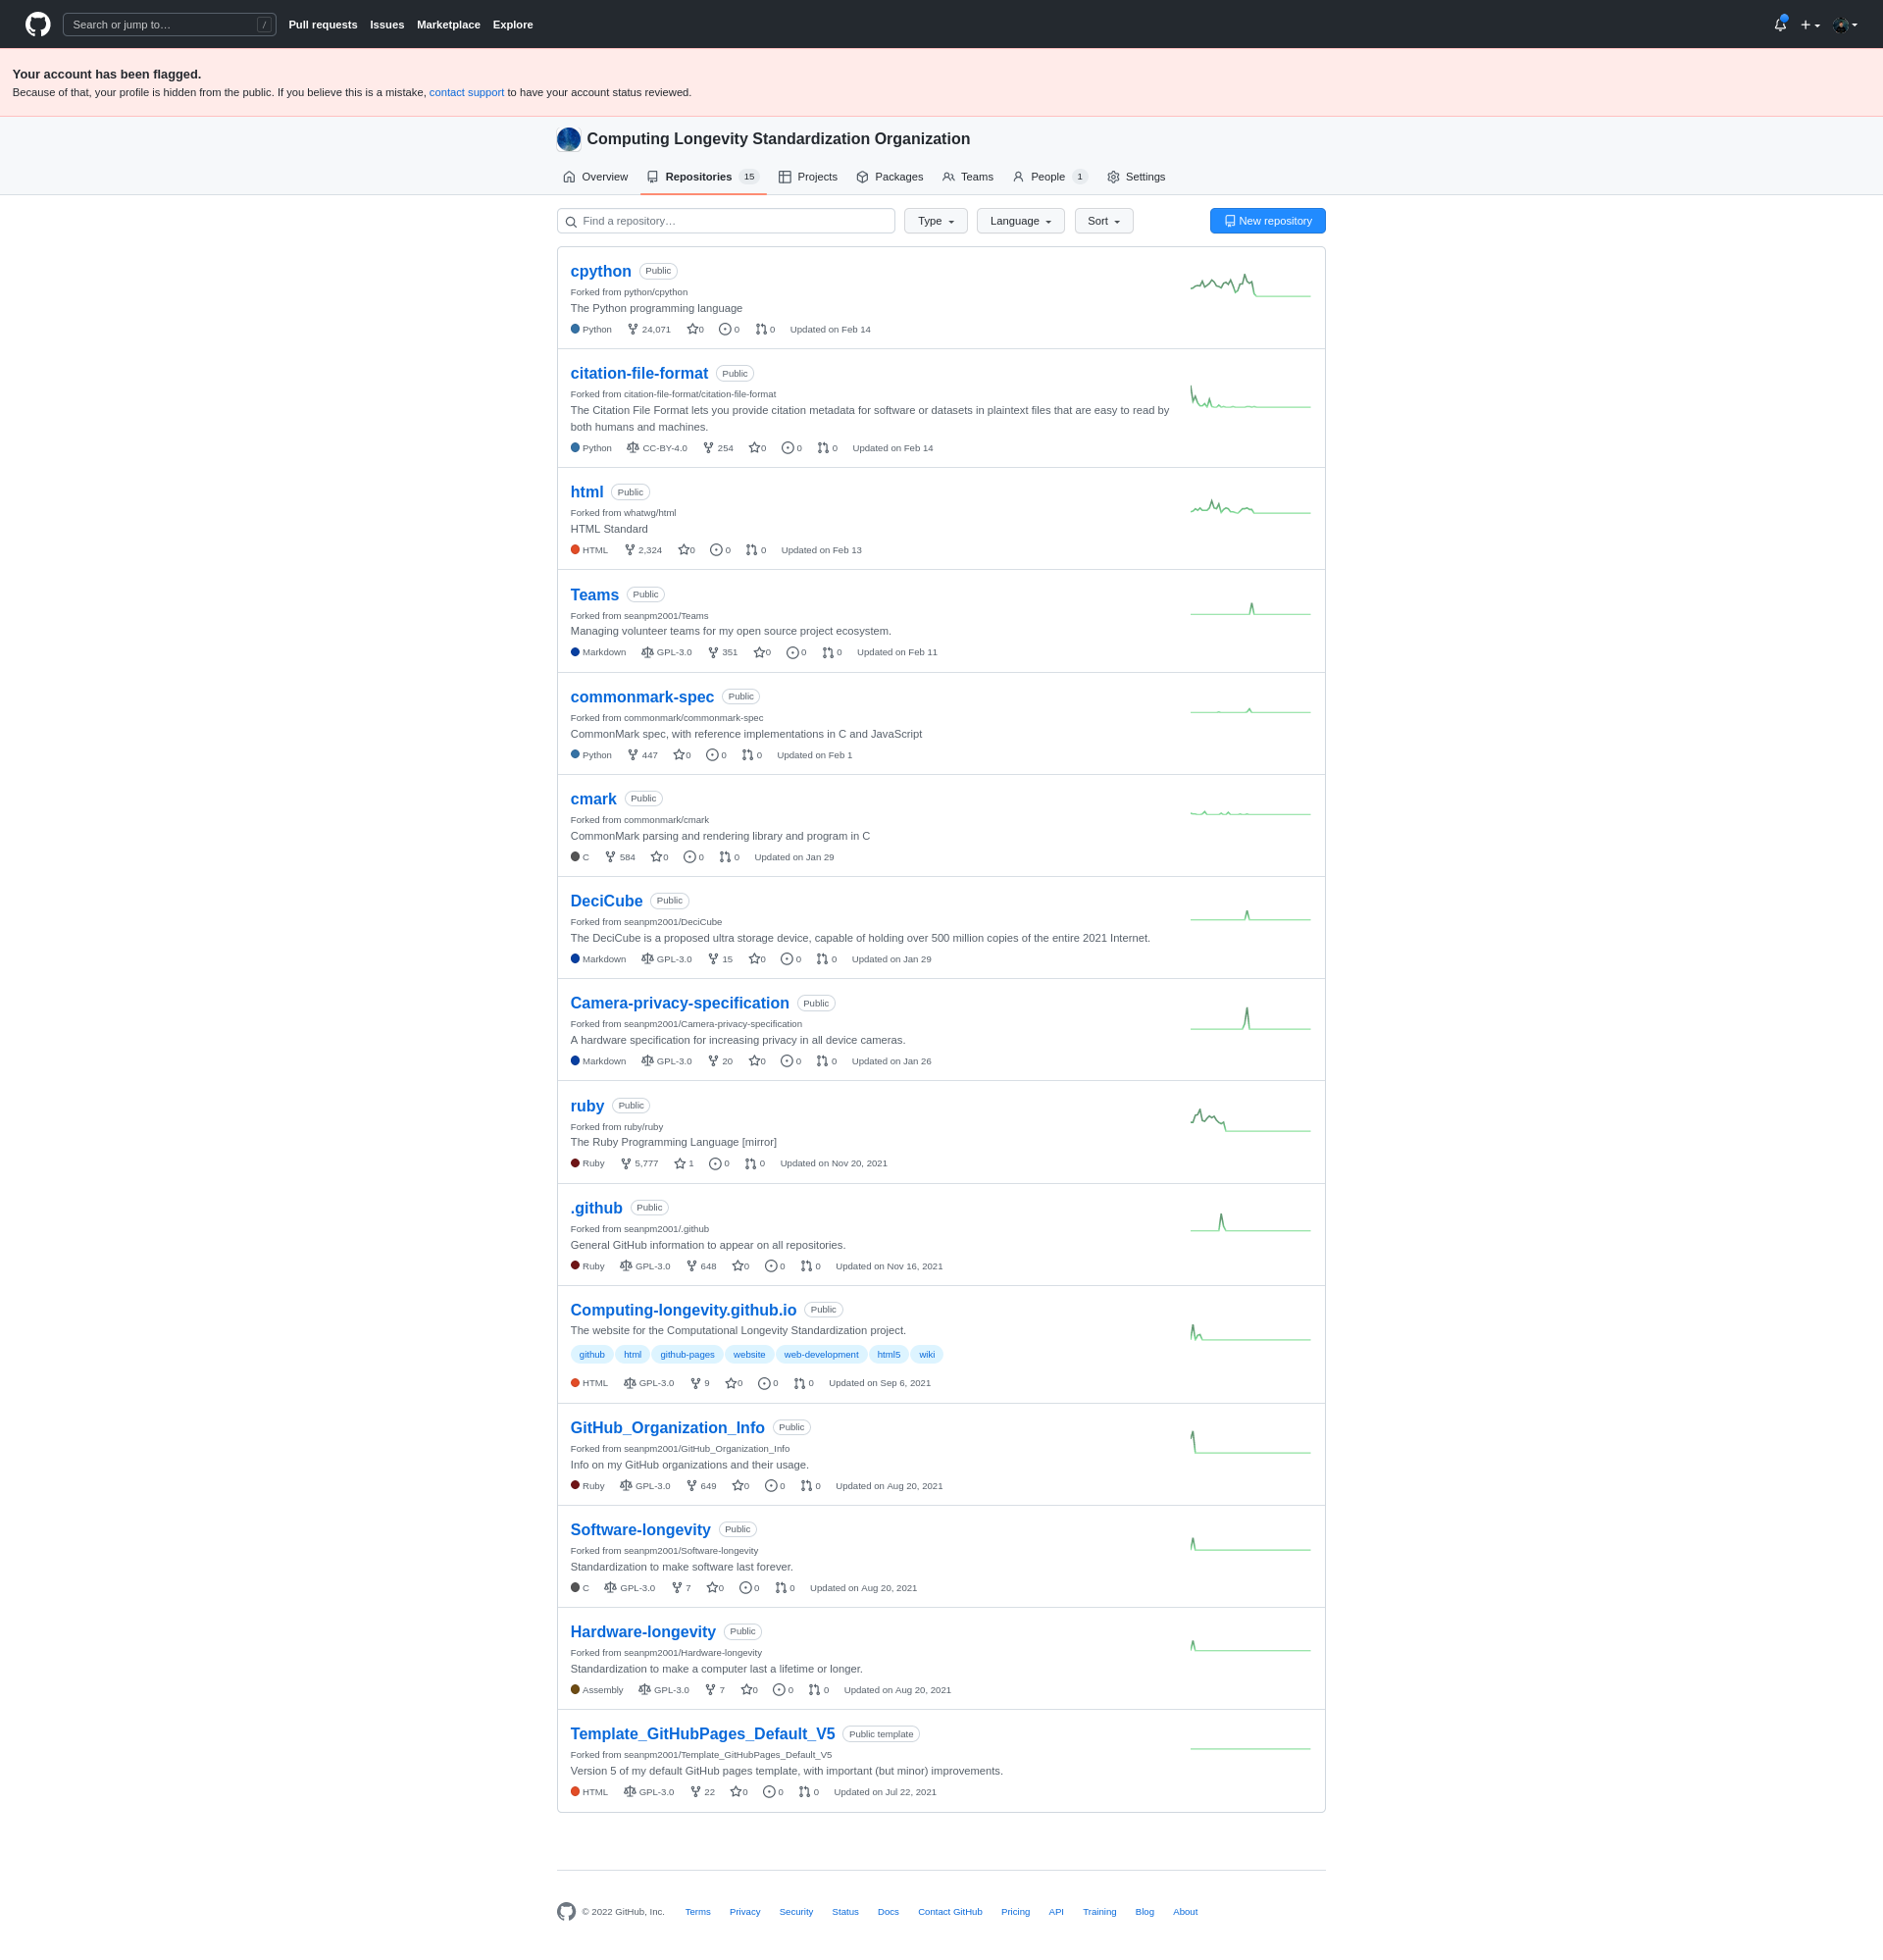 Search or jump to… / Pull requests Issues Marketplace Explore
Your account has been flagged.
Because of that, your profile is hidden from the public. If you believe this is a mistake, contact support to have your account status reviewed.
Computing Longevity Standardization Organization
Overview Repositories 15 Projects Packages Teams People 1 Settings
Find a repository… Type Language Sort New repository
cpython Public
Forked from python/cpython
The Python programming language
Python 24,071 0 0 0 Updated on Feb 14
citation-file-format Public
Forked from citation-file-format/citation-file-format
The Citation File Format lets you provide citation metadata for software or datasets in plaintext files that are easy to read by
both humans and machines.
Python CC-BY-4.0 254 0 0 0 Updated on Feb 14
html Public
Forked from whatwg/html
HTML Standard
HTML 2,324 0 0 0 Updated on Feb 13
Teams Public
Forked from seanpm2001/Teams
Managing volunteer teams for my open source project ecosystem.
Markdown GPL-3.0 351 0 0 0 Updated on Feb 11
commonmark-spec Public
Forked from commonmark/commonmark-spec
CommonMark spec, with reference implementations in C and JavaScript
Python 447 0 0 0 Updated on Feb 1
cmark Public
Forked from commonmark/cmark
CommonMark parsing and rendering library and program in C
C 584 0 0 0 Updated on Jan 29
DeciCube Public
Forked from seanpm2001/DeciCube
The DeciCube is a proposed ultra storage device, capable of holding over 500 million copies of the entire 2021 Internet.
Markdown GPL-3.0 15 0 0 0 Updated on Jan 29
Camera-privacy-specification Public
Forked from seanpm2001/Camera-privacy-specification
A hardware specification for increasing privacy in all device cameras.
Markdown GPL-3.0 20 0 0 0 Updated on Jan 26
ruby Public
Forked from ruby/ruby
The Ruby Programming Language [mirror]
Ruby 5,777 1 0 0 Updated on Nov 20, 2021
.github Public
Forked from seanpm2001/.github
General GitHub information to appear on all repositories.
Ruby GPL-3.0 648 0 0 0 Updated on Nov 16, 2021
Computing-longevity.github.io Public
The website for the Computational Longevity Standardization project.
github html github-pages website web-development html5 wiki
HTML GPL-3.0 9 0 0 0 Updated on Sep 6, 2021
GitHub_Organization_Info Public
Forked from seanpm2001/GitHub_Organization_Info
Info on my GitHub organizations and their usage.
Ruby GPL-3.0 649 0 0 0 Updated on Aug 20, 2021
Software-longevity Public
Forked from seanpm2001/Software-longevity
Standardization to make software last forever.
C GPL-3.0 7 0 0 0 Updated on Aug 20, 2021
Hardware-longevity Public
Forked from seanpm2001/Hardware-longevity
Standardization to make a computer last a lifetime or longer.
Assembly GPL-3.0 7 0 0 0 Updated on Aug 20, 2021
Template_GitHubPages_Default_V5 Public template
Forked from seanpm2001/Template_GitHubPages_Default_V5
Version 5 of my default GitHub pages template, with important (but minor) improvements.
HTML GPL-3.0 22 0 0 0 Updated on Jul 22, 2021
© 2022 GitHub, Inc. Terms Privacy Security Status Docs Contact GitHub Pricing API Training Blog About